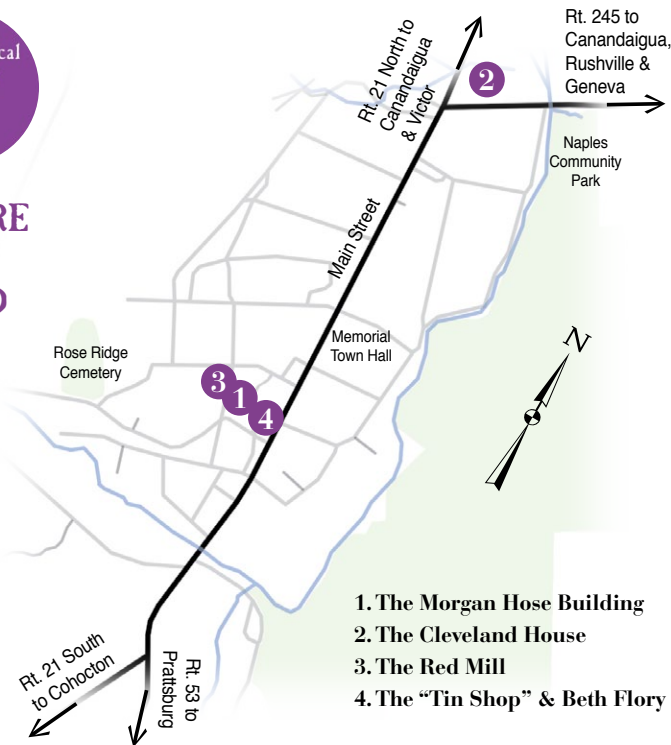 cal
RE
Rt. 245 to
Canandaigua,
Rushville &
Geneva
Rt. 21 North to
Canandaigua
& Victor
2
Naples
Community
Park
Main Street
Memorial
Town Hall
Rose Ridge
Cemetery
N
3
1
4
1. The Morgan Hose Building
2. The Cleveland House
3. The Red Mill
4. The “Tin Shop” & Beth Flory
Rt. 21 South
to Cohocton
Rt. 53 to
Prattsburg